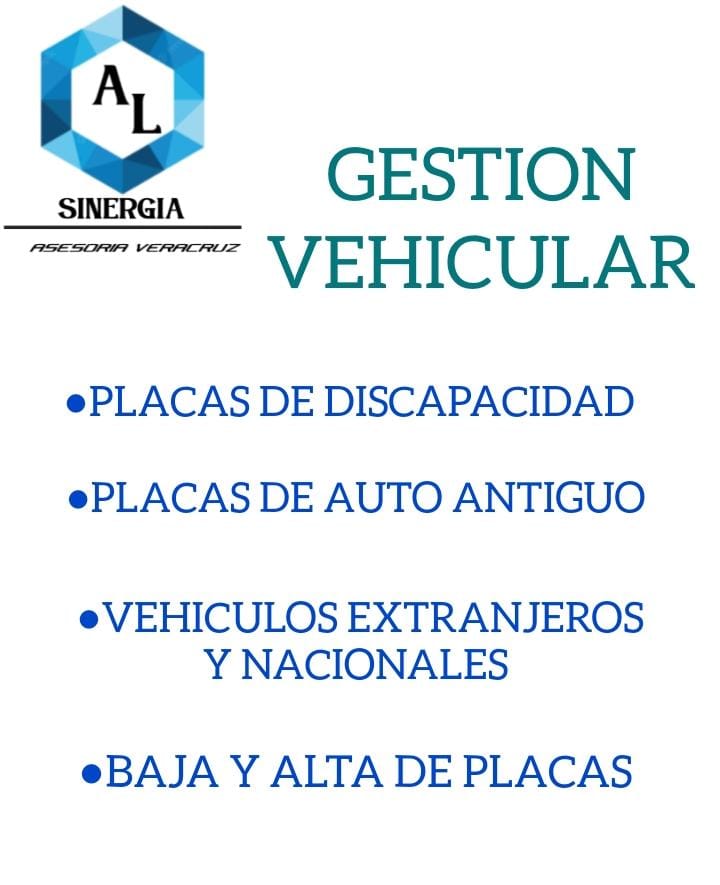 AL
SINERGIA
ASESORIA VERACRUZ
GESTION
VEHICULAR
●PLACAS DE DISCAPACIDAD
●PLACAS DE AUTO ANTIGUO
●VEHICULOS EXTRANJEROS
Y NACIONALES
●BAJA Y ALTA DE PLACAS